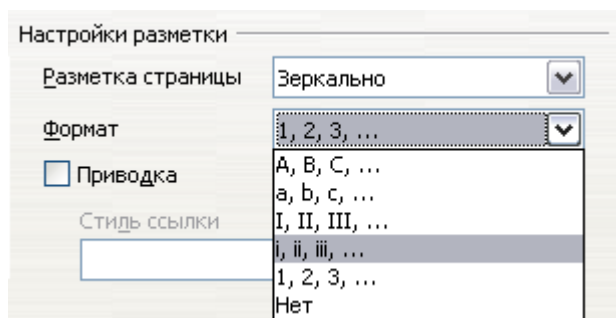 Настройки разметки
Разметка страницы Зеркально
Формат 1, 2, 3, ...
A, B, C, ...
Приводка
a, b, c, ...
Стиль ссылки
I, II, III, ...
i, ii, iii, ...
1, 2, 3, ...
Нет